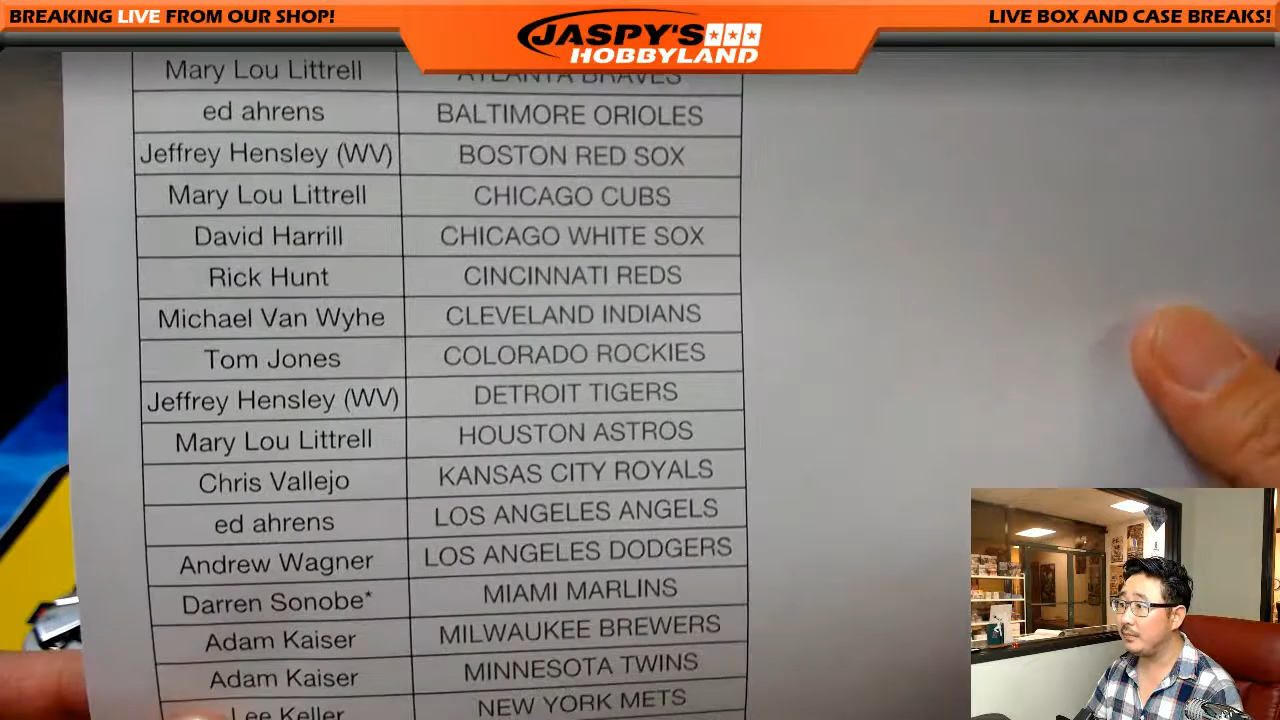 BREAKING LIVE FROM OUR SHOP!
JASPY'S
HOBBYLAND
LIVE BOX AND CASE BREAKS!
Mary Lou Littrell ATLANTA BRAVES
ed ahrens BALTIMORE ORIOLES
Jeffrey Hensley (WV) BOSTON RED SOX
Mary Lou Littrell CHICAGO CUBS
David Harrill CHICAGO WHITE SOX
Rick Hunt CINCINNATI REDS
Michael Van Wyhe CLEVELAND INDIANS
Tom Jones COLORADO ROCKIES
Jeffrey Hensley (WV) DETROIT TIGERS
Mary Lou Littrell HOUSTON ASTROS
Chris Vallejo KANSAS CITY ROYALS
ed ahrens LOS ANGELES ANGELS
Andrew Wagner LOS ANGELES DODGERS
Darren Sonobe* MIAMI MARLINS
Adam Kaiser MILWAUKEE BREWERS
Adam Kaiser MINNESOTA TWINS
Lee Keller NEW YORK METS